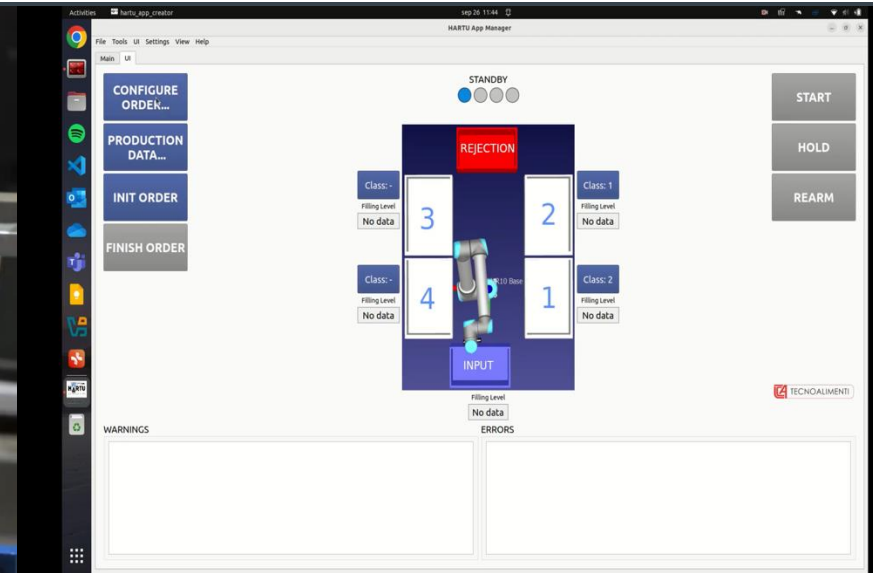 Activities
hartu_app_creator
sep 26 11:44
HARTU App Manager
File Tools UI Settings View Help
Main UI
CONFIGURE
ORDER...
PRODUCTION
DATA...
INIT ORDER
FINISH ORDER
STANDBY
REJECTION
Class: -
Filling Level
No data
3
2
Class: 1
Filling Level
No data
Class: -
Filling Level
No data
4
R10 Base
1
Class: 2
Filling Level
No data
INPUT
Filling Level
No data
START
HOLD
REARM
TECNOALIMENTI
WARNINGS
ERRORS
HARTU